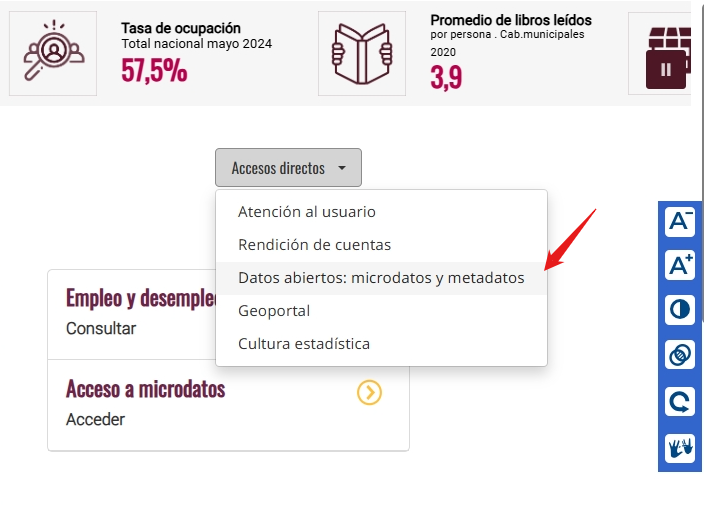 Tasa de ocupación
Total nacional mayo 2024
57,5%
Promedio de libros leídos
por persona . Cab.municipales
2020
3,9
Accesos directos
Atención al usuario
Rendición de cuentas
Datos abiertos: microdatos y metadatos
Geoportal
Cultura estadística
Empleo y desemple
Consultar
Acceso a microdatos
Acceder
A-
A+